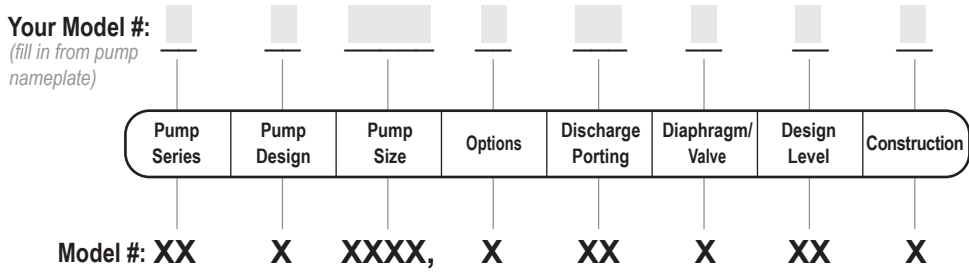 Your Model #:
(fill in from pump
nameplate)
Pump Series Pump Design Pump Size Options Discharge Porting Diaphragm/ Valve Design Level Construction
Model #: XX X XXXX, X XX X XX X